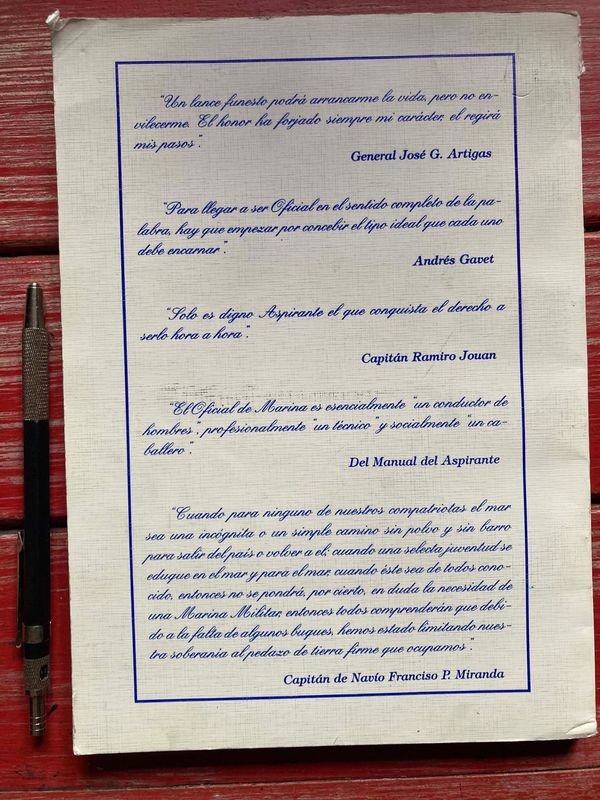 “Un lance funesto podrá arrancarme la vida, pero no en-
vilecerme. El honor ha forjado siempre mi carácter, el regirá
mis pasos”.
General José G. Artigas
“Para llegar a ser Oficial en el sentido completo de la pa-
labra, hay que empezar por concebir el tipo ideal que cada uno
debe encarnar”.
Andrés Gavet
“Solo es digno Aspirante el que conquista el derecho a
serlo hora a hora”.
Capitán Ramiro Jouan
“El Oficial de Marina es esencialmente “un conductor de
hombres”, profesionalmente “un técnico” y socialmente “un ca-
ballero”.
Del Manual del Aspirante
“Cuando para ninguno de nuestros compatriotas el mar
sea una incógnita o un simple camino sin polvo y sin barro
para salir del país o volver a el; cuando una selecta juventud se
eduque en el mar y para el mar, cuando éste sea de todos cono-
cido, entonces no se pondrá, por cierto, en duda la necesidad de
una Marina Militar, entonces todos comprenderán que debi-
do a la falta de algunos buques, hemos estado limitando nues-
tra soberanía al pedazo de tierra firme que ocupamos”.
Capitán de Navío Franciso P. Miranda